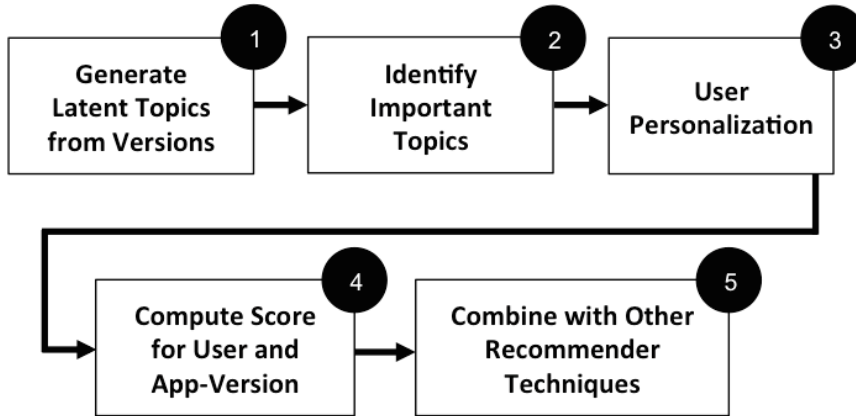 1
Generate
Latent Topics
from Versions
2
Identify
Important
Topics
3
User
Personalization
4
Compute Score
for User and
App-Version
5
Combine with Other
Recommender
Techniques